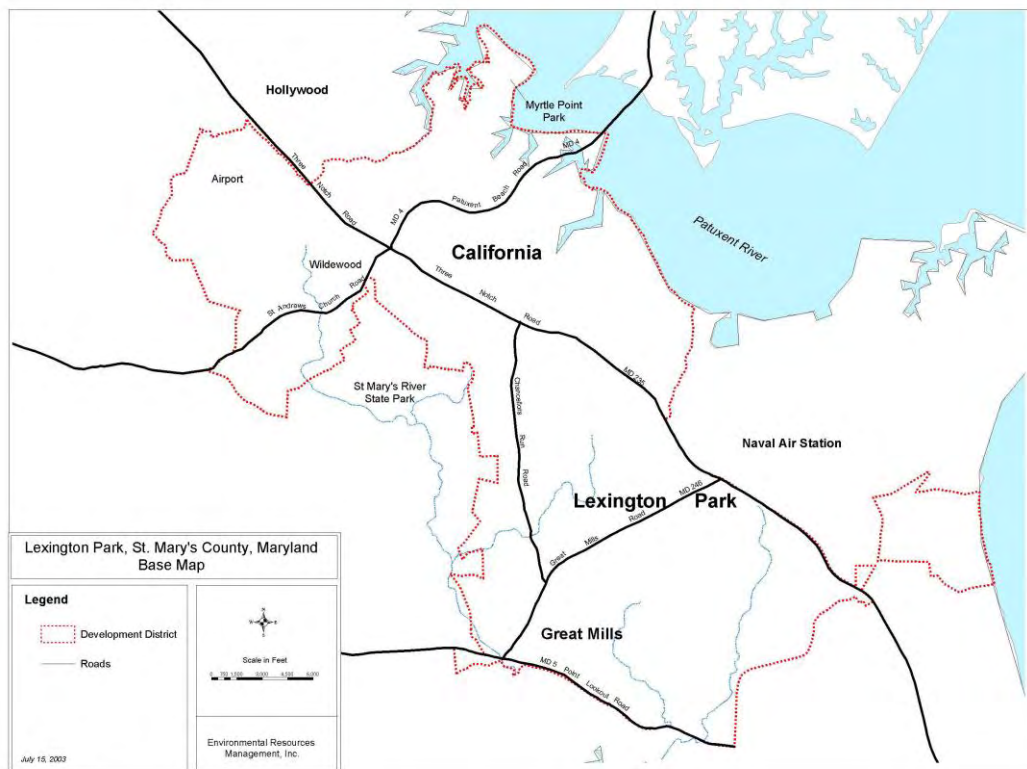 Hollywood
Myrtle Point
Park
MD 4
Three
Notch
Road
Airport
MD 4
Patuxent
Beach
Road
California
Patuxent River
Wildewood
St. Andrews
Church
Road
Three
Notch
Road
MD 235
St Mary's River
State Park
Chancellors
Run
Road
Naval Air Station
Lexington Park
MD 246
Great
Mills
Road
Great Mills
MD 5
Point
Lookout
Road
Lexington Park, St. Mary's County, Maryland
Base Map
Legend
Development District
Roads
N
W
E
S
Scale in Feet
Environmental Resources
Management, Inc.
July 15, 2003